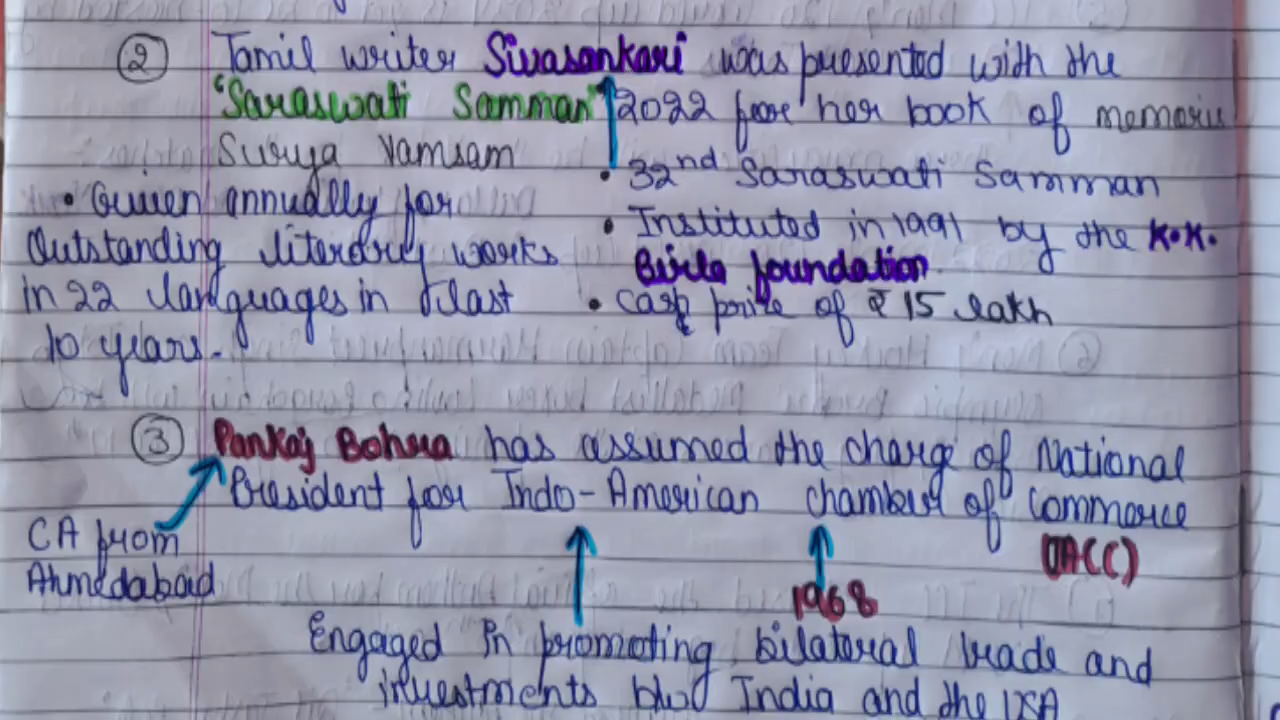 ② Tamil writer Sivasankari was presented with the
"Saraswati Samman" 2022 for her book of memoris
Surya Vamsam
• Given annually for
Outstanding literary works
in 22 languages in last
10 years.
• 32nd Saraswati Samman
• Instituted in 1991 by the K.K.
Birla foundation
• cash prize of ₹ 15 lakh
③ Pankaj Bohra has assumed the charge of National
President for Indo-American chamber of Commerce
(IACC)
CA from
Ahmedabad
1968
Engaged in promoting bilateral trade and
investments b/w India and the USA